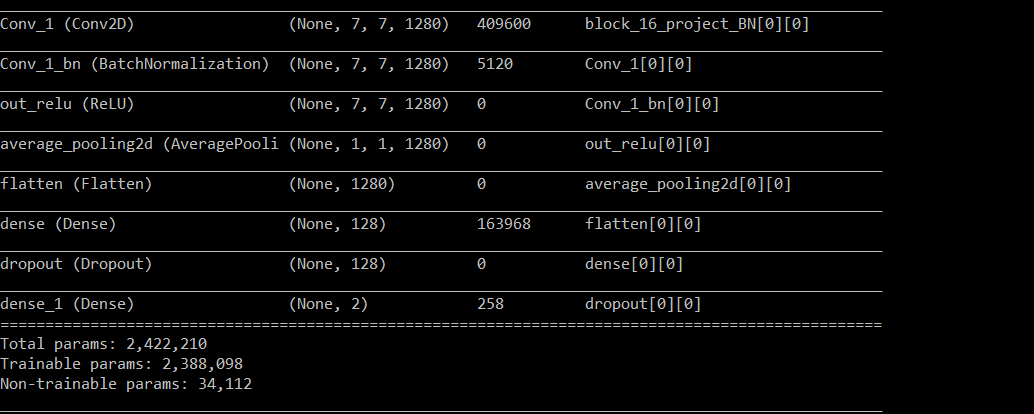 Conv_1 (Conv2D) (None, 7, 7, 1280) 409600 block_16_project_BN[0][0]
Conv_1_bn (BatchNormalization) (None, 7, 7, 1280) 5120 Conv_1[0][0]
out_relu (ReLU) (None, 7, 7, 1280) 0 Conv_1_bn[0][0]
average_pooling2d (AveragePooli (None, 1, 1, 1280) 0 out_relu[0][0]
flatten (Flatten) (None, 1280) 0 average_pooling2d[0][0]
dense (Dense) (None, 128) 163968 flatten[0][0]
dropout (Dropout) (None, 128) 0 dense[0][0]
dense_1 (Dense) (None, 2) 258 dropout[0][0]
Total params: 2,422,210
Trainable params: 2,388,098
Non-trainable params: 34,112